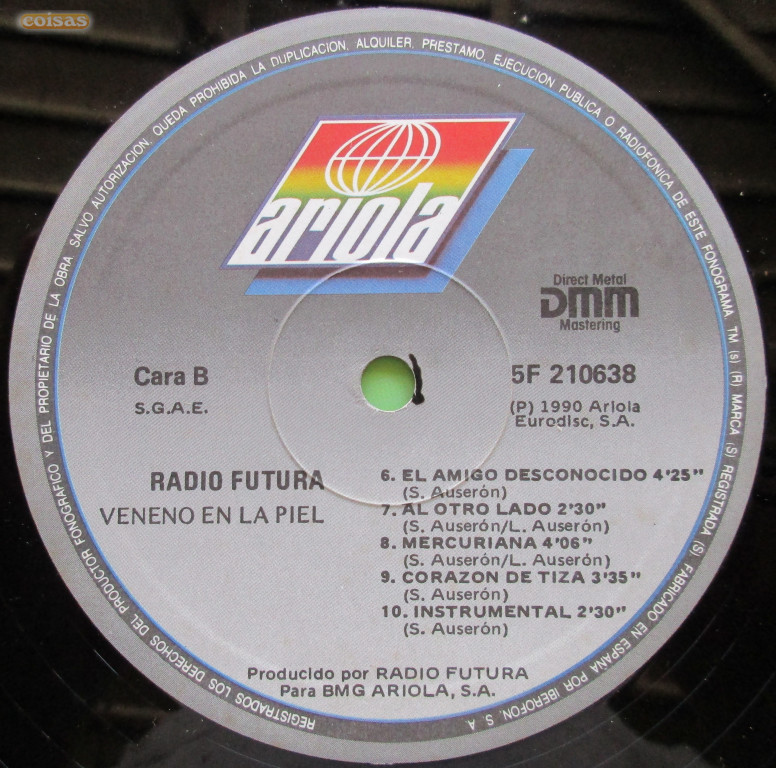 coisas
REGISTRADOS LOS DERECHOS DEL PRODUCTOR FONOGRAFICO Y DEL PROPIETARIO DE LA OBRA. SALVO AUTORIZACION, QUEDA PROHIBIDA LA DUPLICACION, ALQUILER, PRESTAMO, EJECUCION PUBLICA O RADIOFONICA DE ESTE FONOGRAMA. TM (s) (R) MARCA (S) REGISTRADA (S) FABRICADO EN ESPAÑA POR IBEROFON, S. A
ariola
Direct Metal
DMM
Mastering
Cara B
5F 210638
S.G.A.E.
(P) 1990 Ariola
Eurodisc, S.A.
RADIO FUTURA
VENENO EN LA PIEL
6. EL AMIGO DESCONOCIDO 4'25"
(S. Auserón)
7. AL OTRO LADO 2'30"
(S. Auserón/L. Auserón)
8. MERCURIANA 4'06"
(S. Auserón/L. Auserón)
9. CORAZON DE TIZA 3'35"
(S. Auserón)
10. INSTRUMENTAL 2'30"
(S. Auserón)
Producido por RADIO FUTURA
Para BMG ARIOLA, S.A.